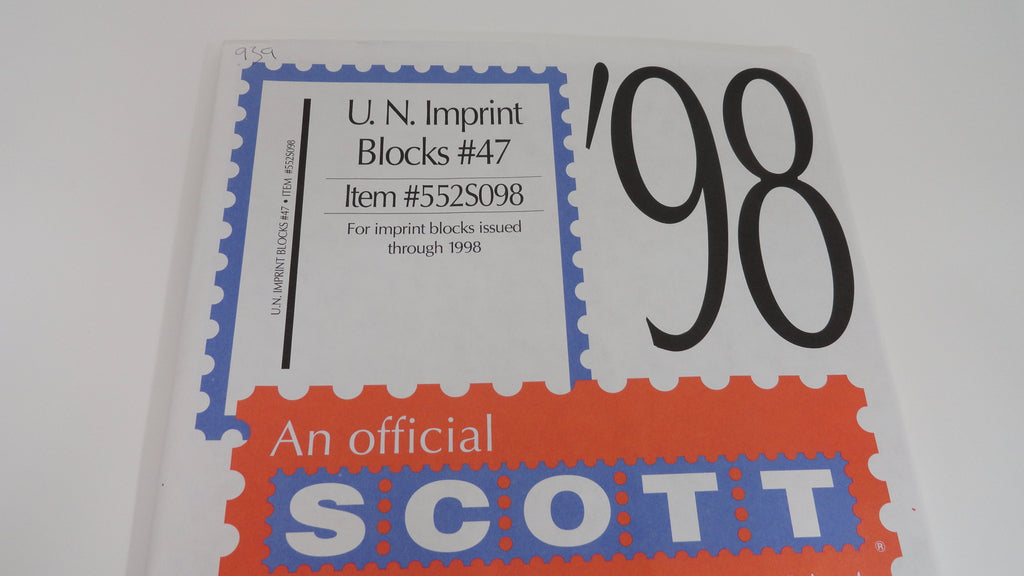 939
U. N. Imprint
Blocks #47
Item #552S098
For imprint blocks issued
through 1998
U.N. IMPRINT BLOCKS #47 • ITEM #552S098
'98
An official
SCOTT
®